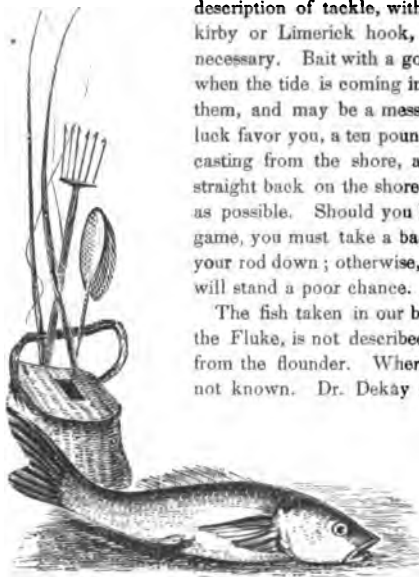 description of tackle, with
kirby or Limerick hook,
necessary. Bait with a go
when the tide is coming in
them, and may be a mess
luck favor you, a ten poun
casting from the shore, a
straight back on the shore
as possible. Should you
game, you must take a ba
your rod down ; otherwise,
will stand a poor chance.
The fish taken in our b
the Fluke, is not described
from the flounder. Wher
not known. Dr. Dekay